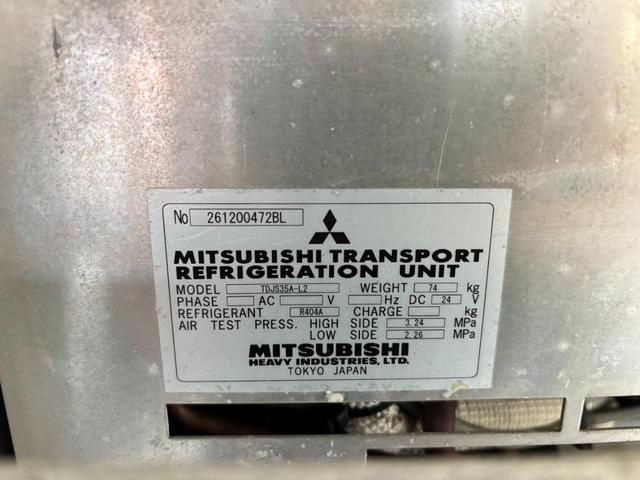 No 261200472BL
MITSUBISHI TRANSPORT
REFRIGERATION UNIT
MODEL TDJS35A-L2 WEIGHT 74 kg
PHASE AC V Hz DC 24 V
REFRIGERANT R404A CHARGE kg
AIR TEST PRESS. HIGH SIDE 3.24 MPa
LOW SIDE 2.26 MPa
MITSUBISHI
HEAVY INDUSTRIES, LTD.
TOKYO JAPAN